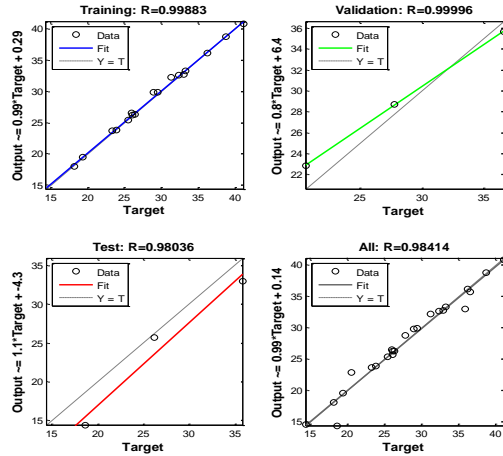 Training: R=0.99883
Output ~= 0.99*Target + 0.29
40
35
30
25
20
15
Data
Fit
Y = T
15 20 25 30 35 40
Target
Validation: R=0.99996
Output ~= 0.8*Target + 6.4
36
34
32
30
28
26
24
22
Data
Fit
Y = T
25 30 35
Target
Test: R=0.98036
Output ~= 1.1*Target + -4.3
35
30
25
20
15
Data
Fit
Y = T
15 20 25 30 35
Target
All: R=0.98414
Output ~= 0.99*Target + 0.14
40
35
30
25
20
15
Data
Fit
Y = T
15 20 25 30 35 40
Target